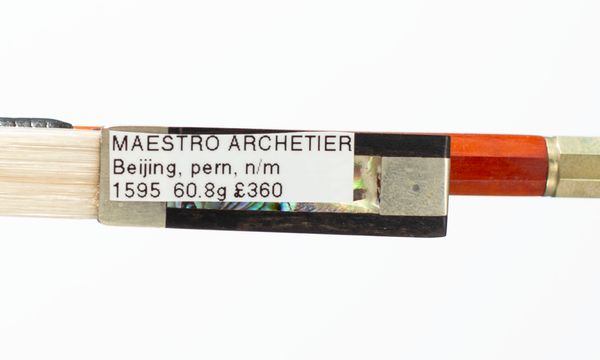 MAESTRO ARCHETIER
Beijing, pern, n/m
1595 60.8g £360